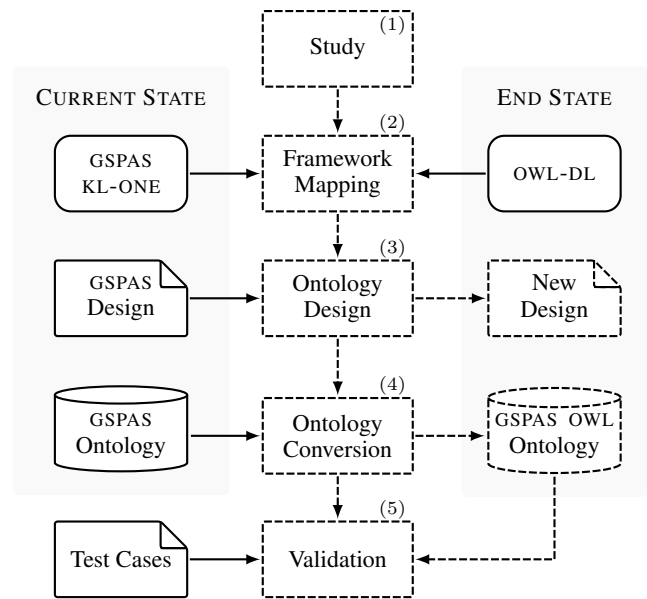 (1)
Study
CURRENT STATE
END STATE
(2)
GSPAS
KL-ONE
Framework
Mapping
OWL-DL
(3)
GSPAS
Design
Ontology
Design
New
Design
(4)
GSPAS
Ontology
Ontology
Conversion
GSPAS OWL
Ontology
(5)
Test Cases
Validation